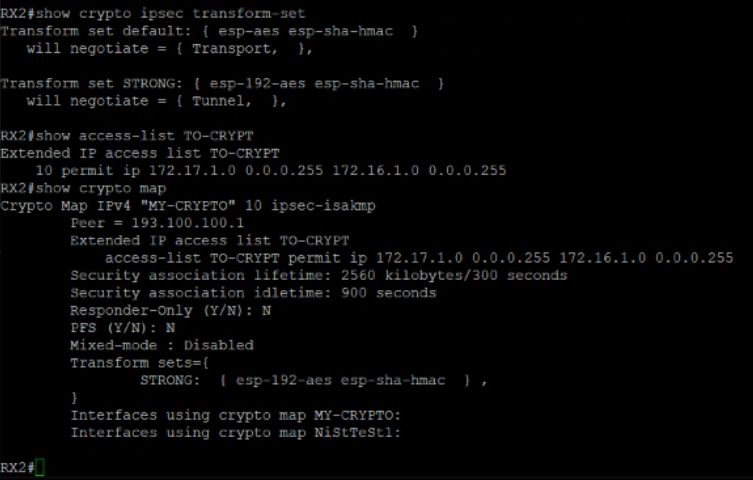 RX2#show crypto ipsec transform-set
Transform set default: { esp-aes esp-sha-hmac  }
   will negotiate = { Transport,  },

Transform set STRONG: { esp-192-aes esp-sha-hmac  }
   will negotiate = { Tunnel,  },

RX2#show access-list TO-CRYPT
Extended IP access list TO-CRYPT
    10 permit ip 172.17.1.0 0.0.0.255 172.16.1.0 0.0.0.255
RX2#show crypto map
Crypto Map IPv4 "MY-CRYPTO" 10 ipsec-isakmp
        Peer = 193.100.100.1
        Extended IP access list TO-CRYPT
            access-list TO-CRYPT permit ip 172.17.1.0 0.0.0.255 172.16.1.0 0.0.0.255
        Security association lifetime: 2560 kilobytes/300 seconds
        Security association idletime: 900 seconds
        Responder-Only (Y/N): N
        PFS (Y/N): N
        Mixed-mode : Disabled
        Transform sets={
                STRONG:  { esp-192-aes esp-sha-hmac  } ,
        }
        Interfaces using crypto map MY-CRYPTO:
        Interfaces using crypto map NiStTeSt1:

RX2#